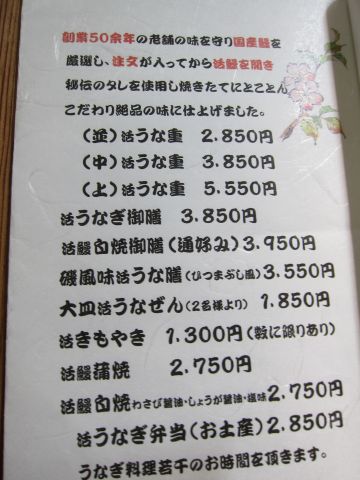 創業50余年の老舗の味を守り国産鰻を
厳選し、注文が入ってから活鰻を開き
秘伝のタレを使用し焼きたてにとことん
こだわり絶品の味に仕上げました。
(並)活うな重 2.850円
(中)活うな重 3.850円
(上)活うな重 5.550円
活うなぎ御膳 3.850円
活鰻白焼御膳(通好み)3.950円
磯風味活うな膳(ひつまぶし風)3.550円
大皿活うなぜん(2名様より) 1.850円
活きもやき 1.300円(数に限りあり)
活鰻蒲焼 2.750円
活鰻白焼わさび醤油・しょうが醤油・塩味2.750円
活うなぎ弁当(お土産)2.850円
うなぎ料理若干のお時間を頂きます。